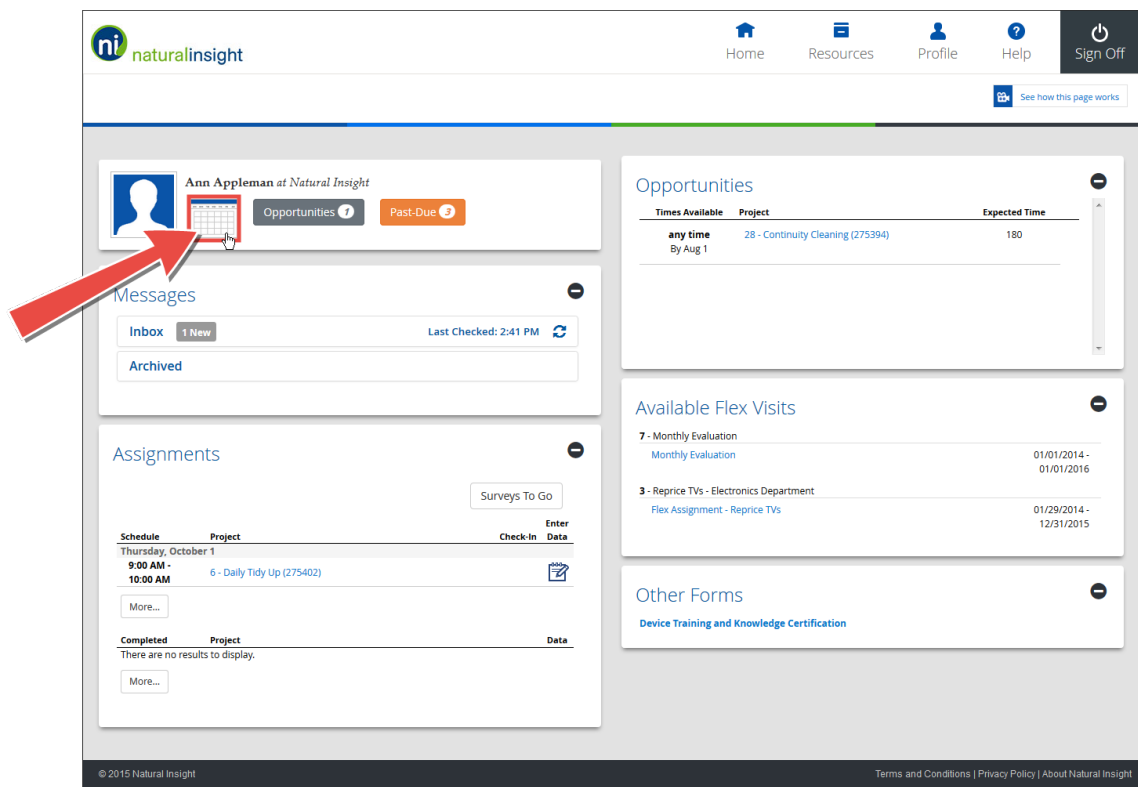 ni naturalinsight
Home Resources Profile Help Sign Off
See how this page works
Ann Appleman at Natural Insight
Opportunities 1 Past-Due 3
Messages
Inbox 1 New Last Checked: 2:41 PM
Archived
Assignments
Surveys To Go
Schedule Project Check-In Enter Data
Thursday, October 1
9:00 AM -
10:00 AM
6 - Daily Tidy Up (275402)
More...
Completed Project Data
There are no results to display.
More...
Opportunities
Times Available Project Expected Time
any time 28 - Continuity Cleaning (275394) 180
By Aug 1
Available Flex Visits
7 - Monthly Evaluation
Monthly Evaluation 01/01/2014 -
01/01/2016
3 - Reprice TVs - Electronics Department
Flex Assignment - Reprice TVs 01/29/2014 -
12/31/2015
Other Forms
Device Training and Knowledge Certification
© 2015 Natural Insight
Terms and Conditions | Privacy Policy | About Natural Insight